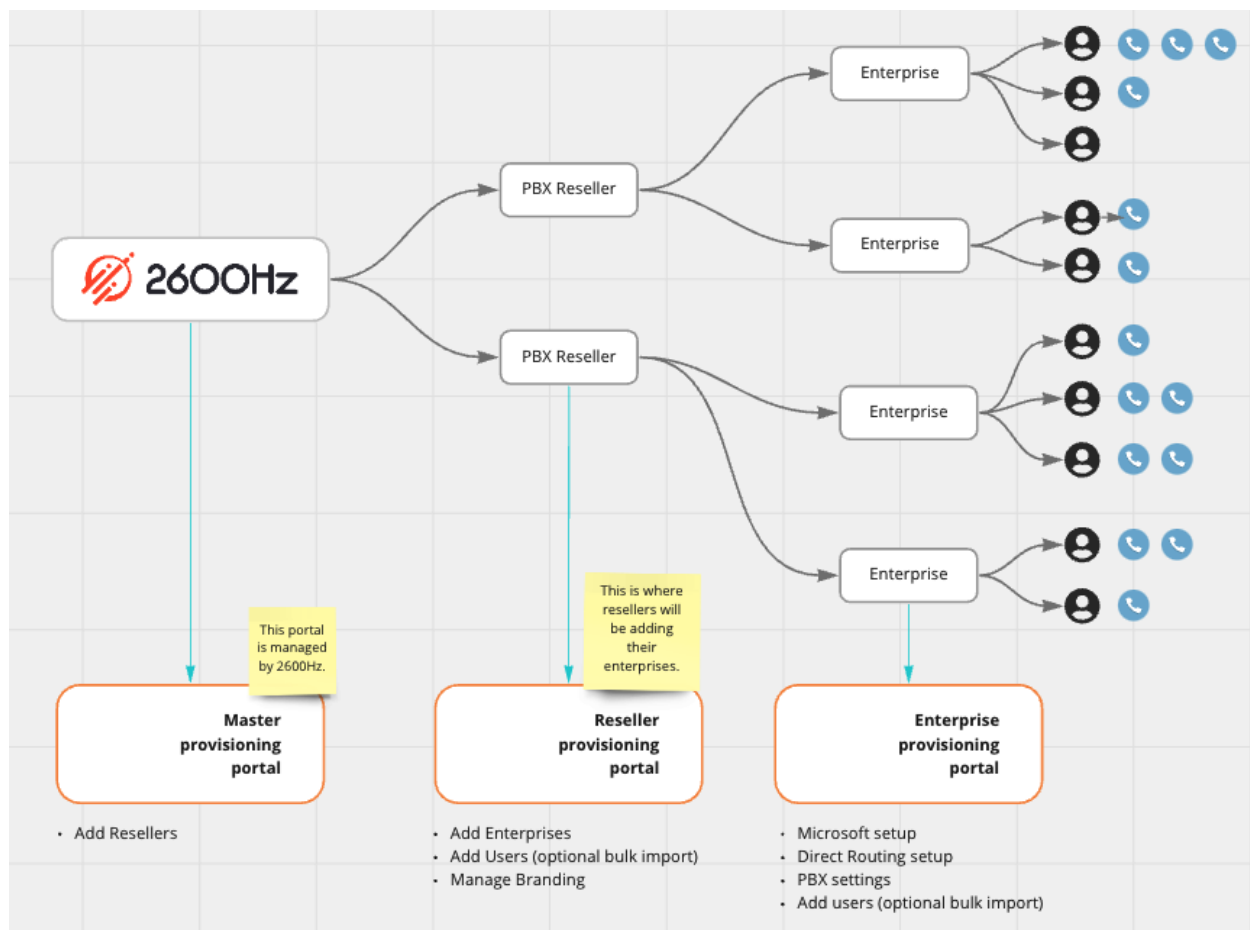 Enterprise
PBX Reseller
Enterprise
2600Hz
PBX Reseller
Enterprise
Enterprise
This portal
is managed
by 2600Hz.
This is where
resellers will
be adding
their
enterprises.
Master
provisioning
portal
Reseller
provisioning
portal
Enterprise
provisioning
portal
• Add Resellers
• Add Enterprises
• Add Users (optional bulk import)
• Manage Branding
• Microsoft setup
• Direct Routing setup
• PBX settings
• Add users (optional bulk import)